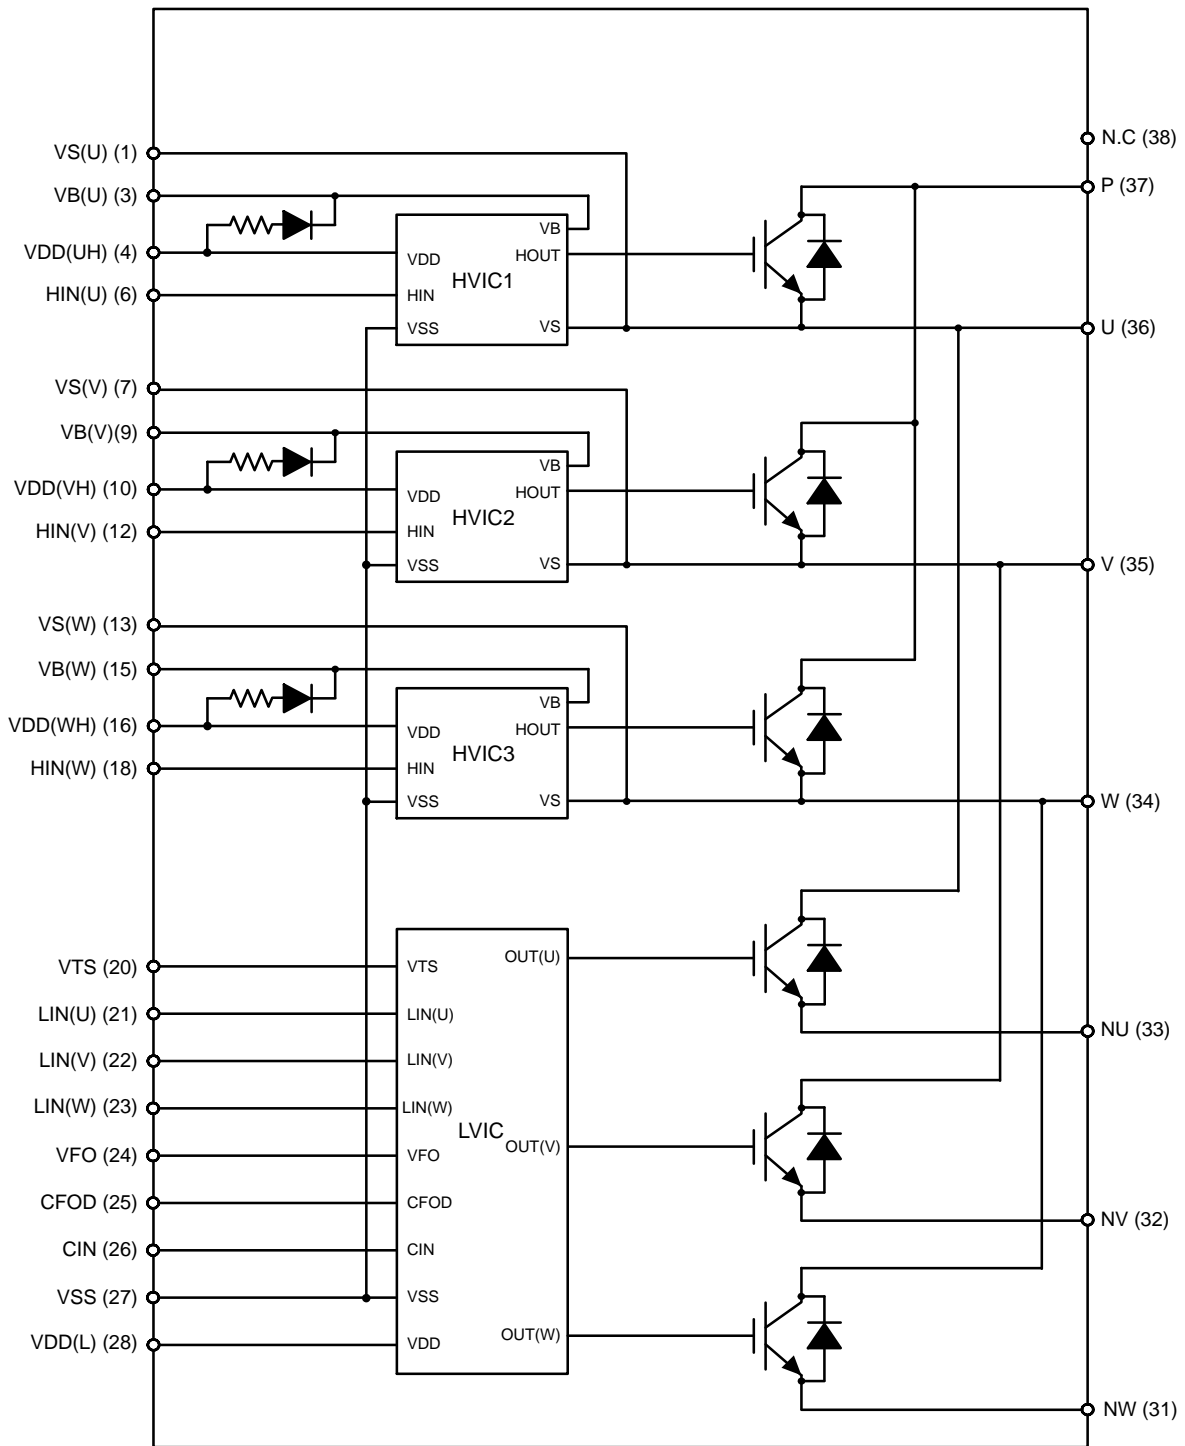 VS(U) (1)
VB(U) (3)
VDD(UH) (4)
HIN(U) (6)
VS(V) (7)
VB(V)(9)
VDD(VH) (10)
HIN(V) (12)
VS(W) (13)
VB(W) (15)
VDD(WH) (16)
HIN(W) (18)
VTS (20)
LIN(U) (21)
LIN(V) (22)
LIN(W) (23)
VFO (24)
CFOD (25)
CIN (26)
VSS (27)
VDD(L) (28)
VB
VDD
HOUT
HVIC1
HIN
VSS
VS
VB
VDD
HOUT
HVIC2
HIN
VSS
VS
VB
VDD
HOUT
HVIC3
HIN
VSS
VS
VTS
OUT(U)
LIN(U)
LIN(V)
LIN(W)
LVIC
OUT(V)
VFO
CFOD
CIN
VSS
OUT(W)
VDD
N.C (38)
P (37)
U (36)
V (35)
W (34)
NU (33)
NV (32)
NW (31)